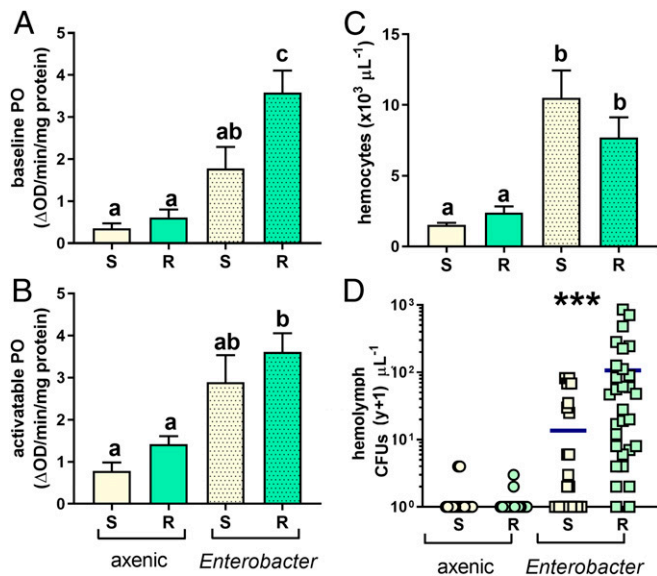 A
baseline PO
(ΔOD/min/mg protein)
5
4
3
2
1
0
a
a
ab
c
S
R
S
R
B
activatable PO
(ΔOD/min/mg protein)
5
4
3
2
1
0
a
a
ab
b
S
R
S
R
axenic
Enterobacter
C
hemocytes (x10³ µL⁻¹)
15
10
5
0
a
a
b
b
S
R
S
R
D
hemolymph
CFUs (y+1) µL⁻¹
10³
10²
10¹
10⁰
***
S
R
S
R
axenic
Enterobacter